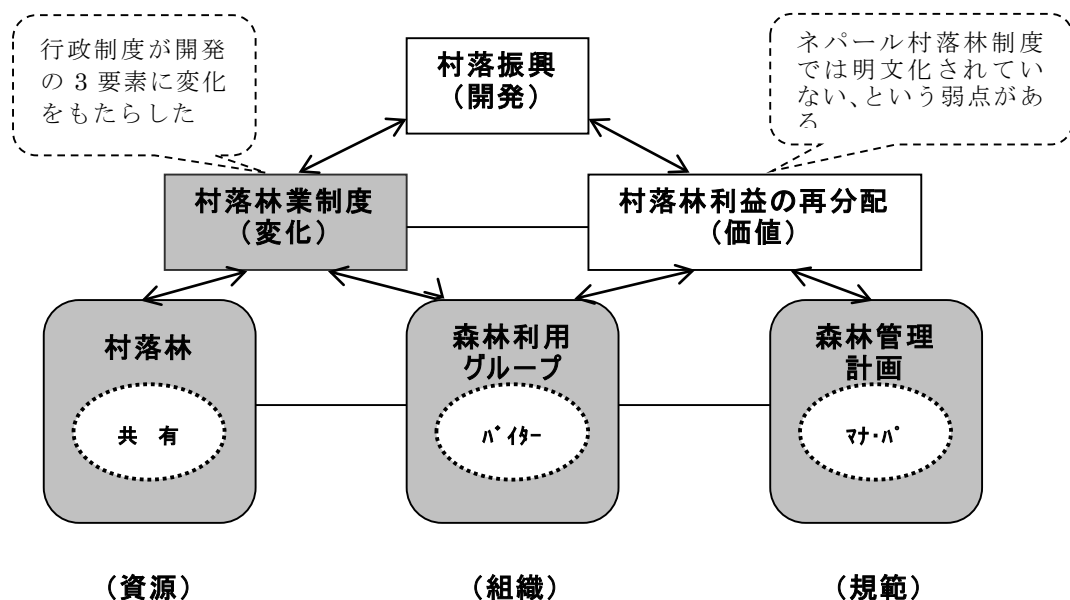 行政制度が開発
の 3 要素に変化
をもたらした
村落振興
（開発）
ネパール村落林制度
では明文化されてい
ない、という弱点があ
る
村落林業制度
（変化）
村落林利益の再分配
（価値）
村落林
共 有
森林利用
グループ
ﾊﾞｲﾀｰ
森林管理
計画
ﾏﾅ･ﾊﾟ
（資源）
（組織）
（規範）